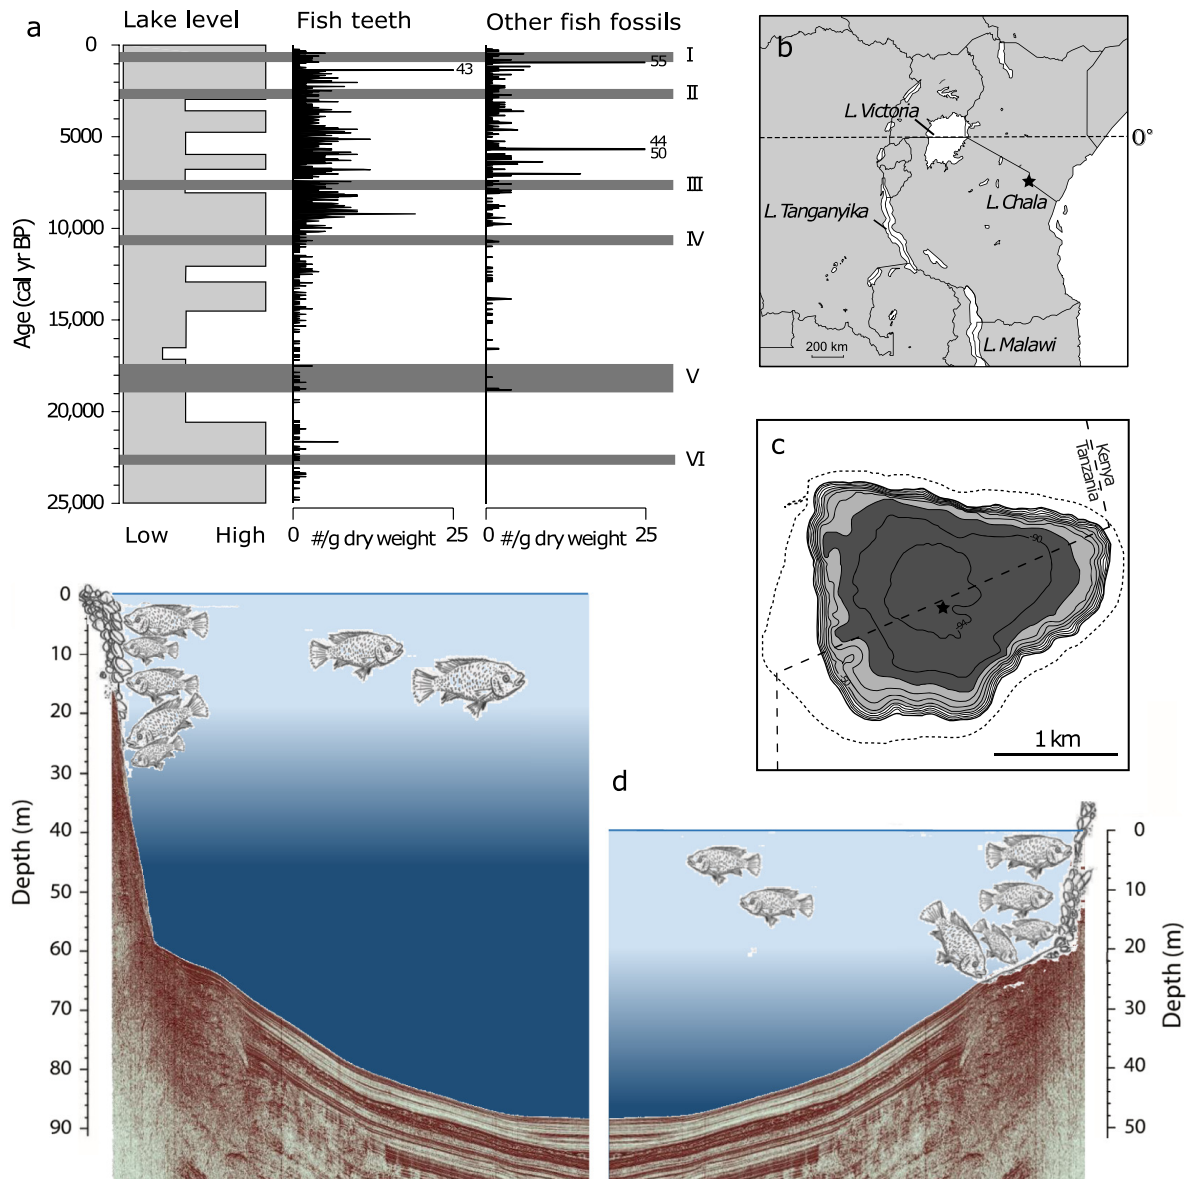 a
Lake level
Fish teeth
Other fish fossils
0
5000
10,000
15,000
20,000
25,000
Age (cal yr BP)
43
55
44
50
I
II
III
IV
V
VI
Low
High
0
#/g dry weight
25
0
#/g dry weight
25
b
L. Victoria
0°
L. Chala
L. Tanganyika
L. Malawi
200 km
c
Kenya
Tanzania
-90
-94
-50
1 km
0
10
20
30
40
50
60
70
80
90
Depth (m)
d
0
10
20
30
40
50
Depth (m)